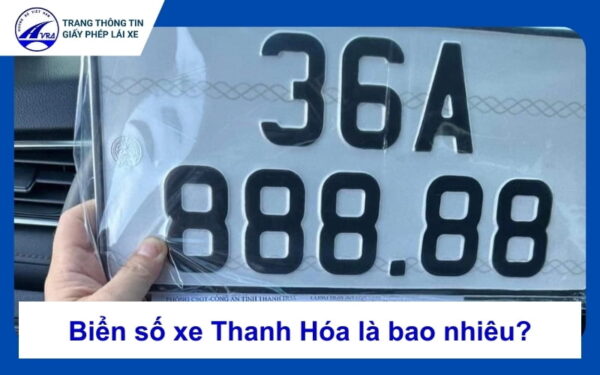 TRANG THÔNG TIN
GIẤY PHÉP LÁI XE
36A
888.88
Biển số xe Thanh Hóa là bao nhiêu?